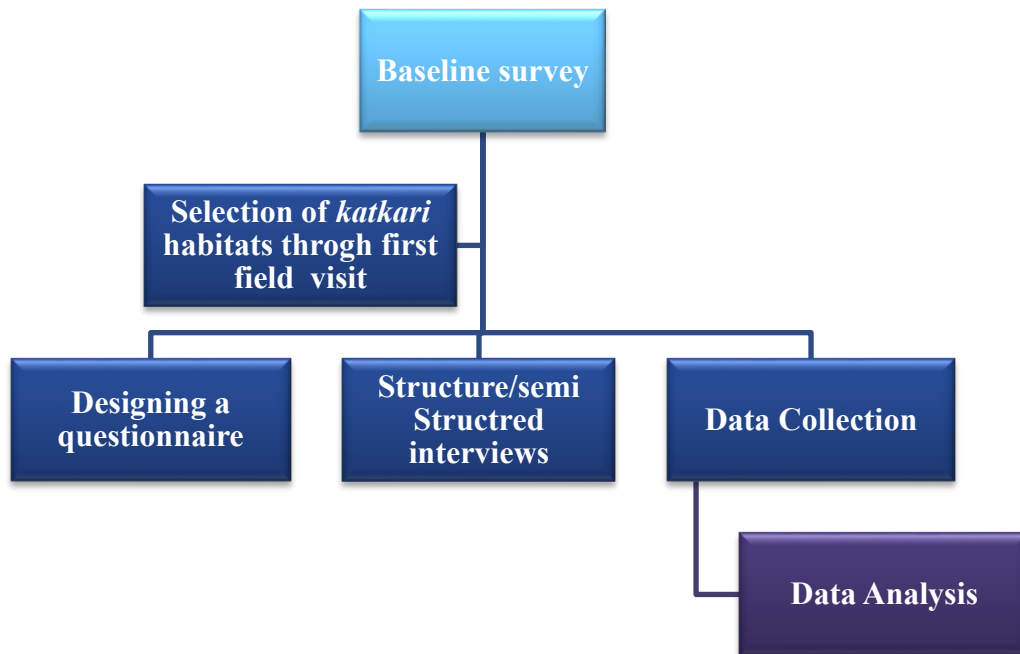 Baseline survey
Selection of katkari
habitats throgh first
field visit
Designing a
questionnaire
Structure/semi
Structred
interviews
Data Collection
Data Analysis